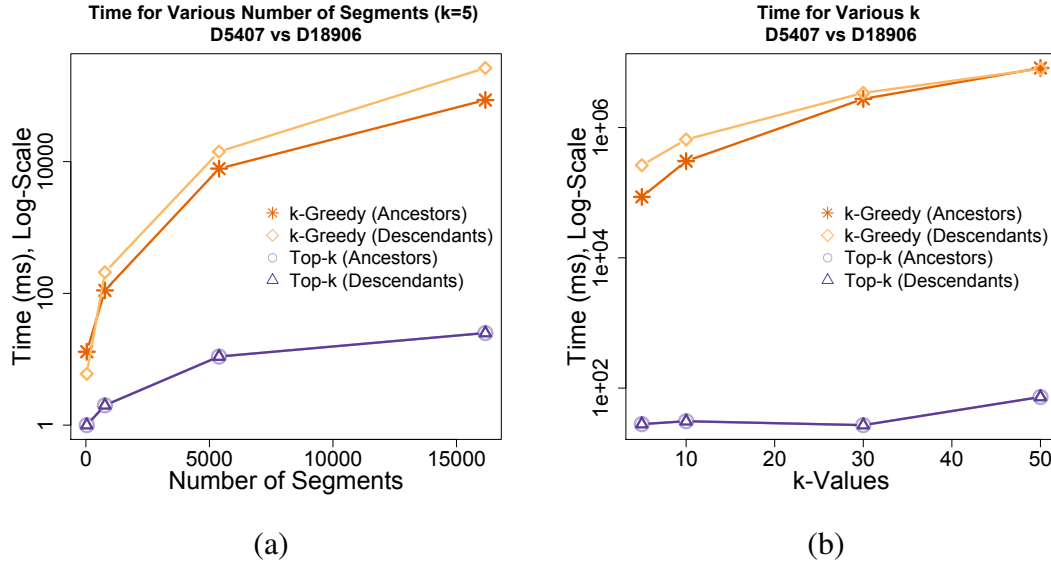 Time for Various Number of Segments (k=5)
D5407 vs D18906
Time (ms), Log-Scale
10000
100
1
k-Greedy (Ancestors)
k-Greedy (Descendants)
Top-k (Ancestors)
Top-k (Descendants)
0 5000 10000 15000
Number of Segments
(a)
Time for Various k
D5407 vs D18906
Time (ms), Log-Scale
1e+06
1e+04
1e+02
k-Greedy (Ancestors)
k-Greedy (Descendants)
Top-k (Ancestors)
Top-k (Descendants)
10 20 30 40 50
k-Values
(b)